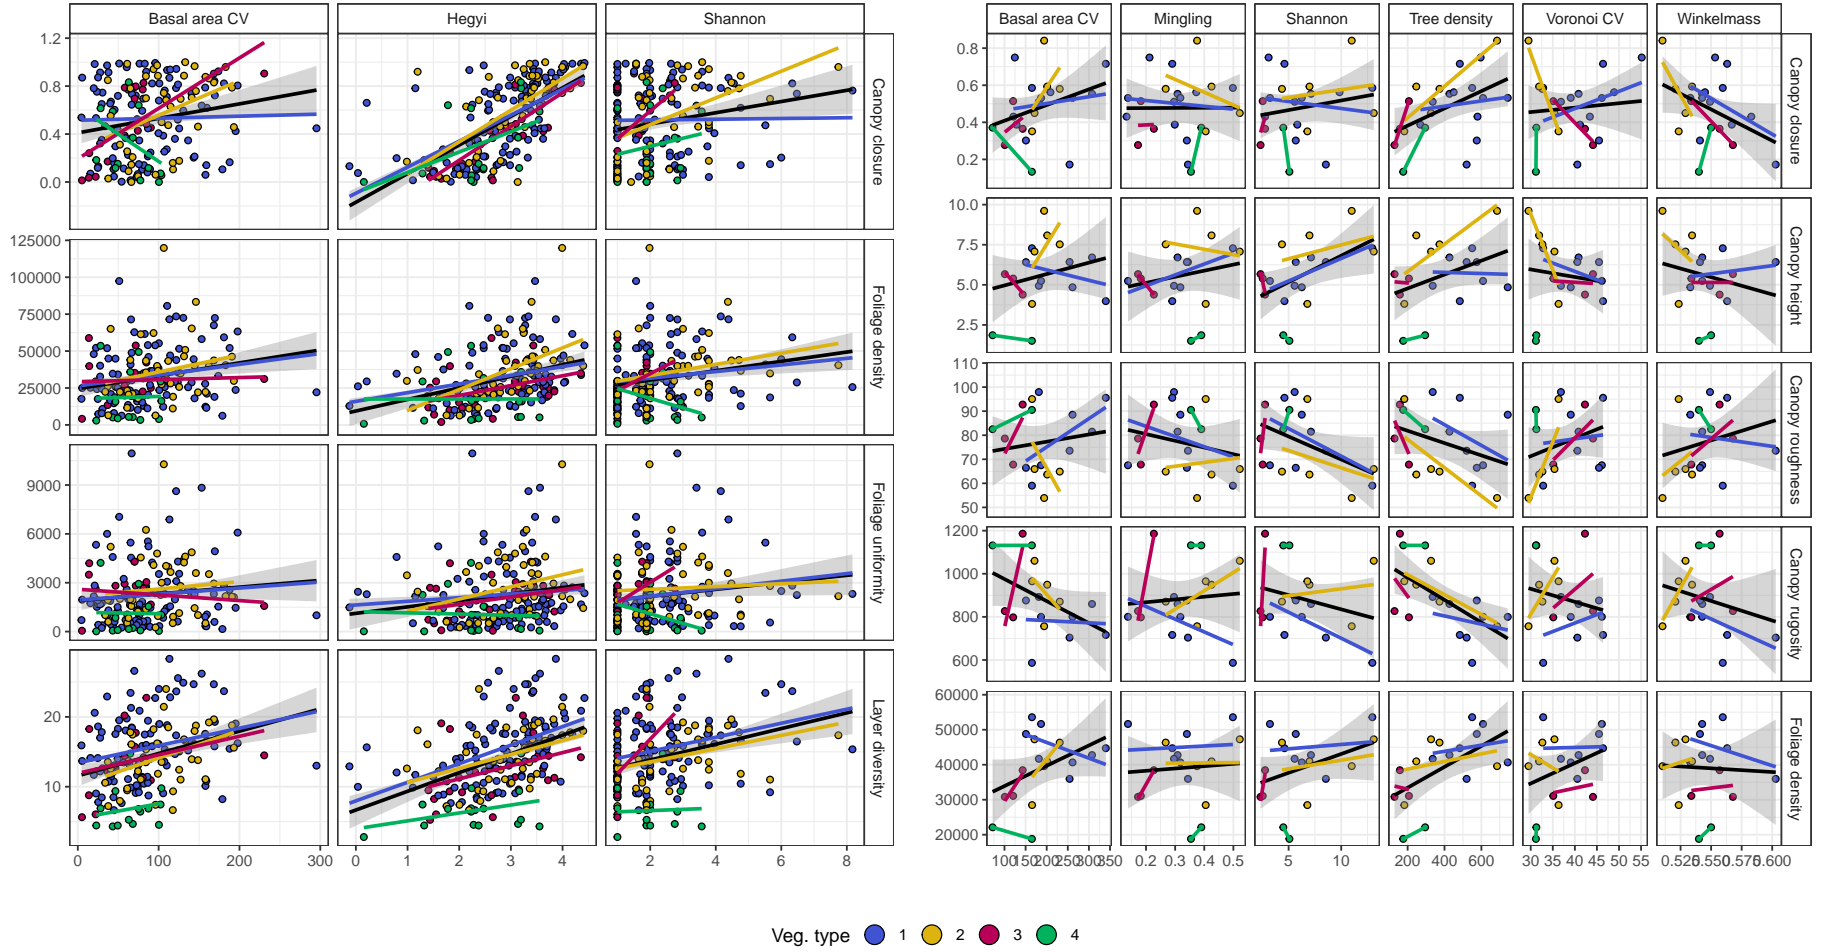 Basal area CV Hegyi Shannon
Basal area CV Mingling Shannon Tree density Voronoi CV Winkelmass
1.2
0.8
0.4
0.0
Canopy closure
125000
100000
75000
50000
25000
0
Foliage density
9000
6000
3000
0
Foliage uniformity
20
10
Layer diversity
0 100 200 300
0 1 2 3 4
2 4 6 8
0.8
0.6
0.4
0.2
Canopy closure
10.0
7.5
5.0
2.5
Canopy height
110
100
90
80
70
60
50
Canopy roughness
1200
1000
800
600
Canopy rugosity
60000
50000
40000
30000
20000
Foliage density
100 150 200 250 300 350
0.2 0.3 0.4 0.5
5 10
200 400 600
30 35 40 45 50 55
0.525 0.550 0.575 0.600
Veg. type 1 2 3 4